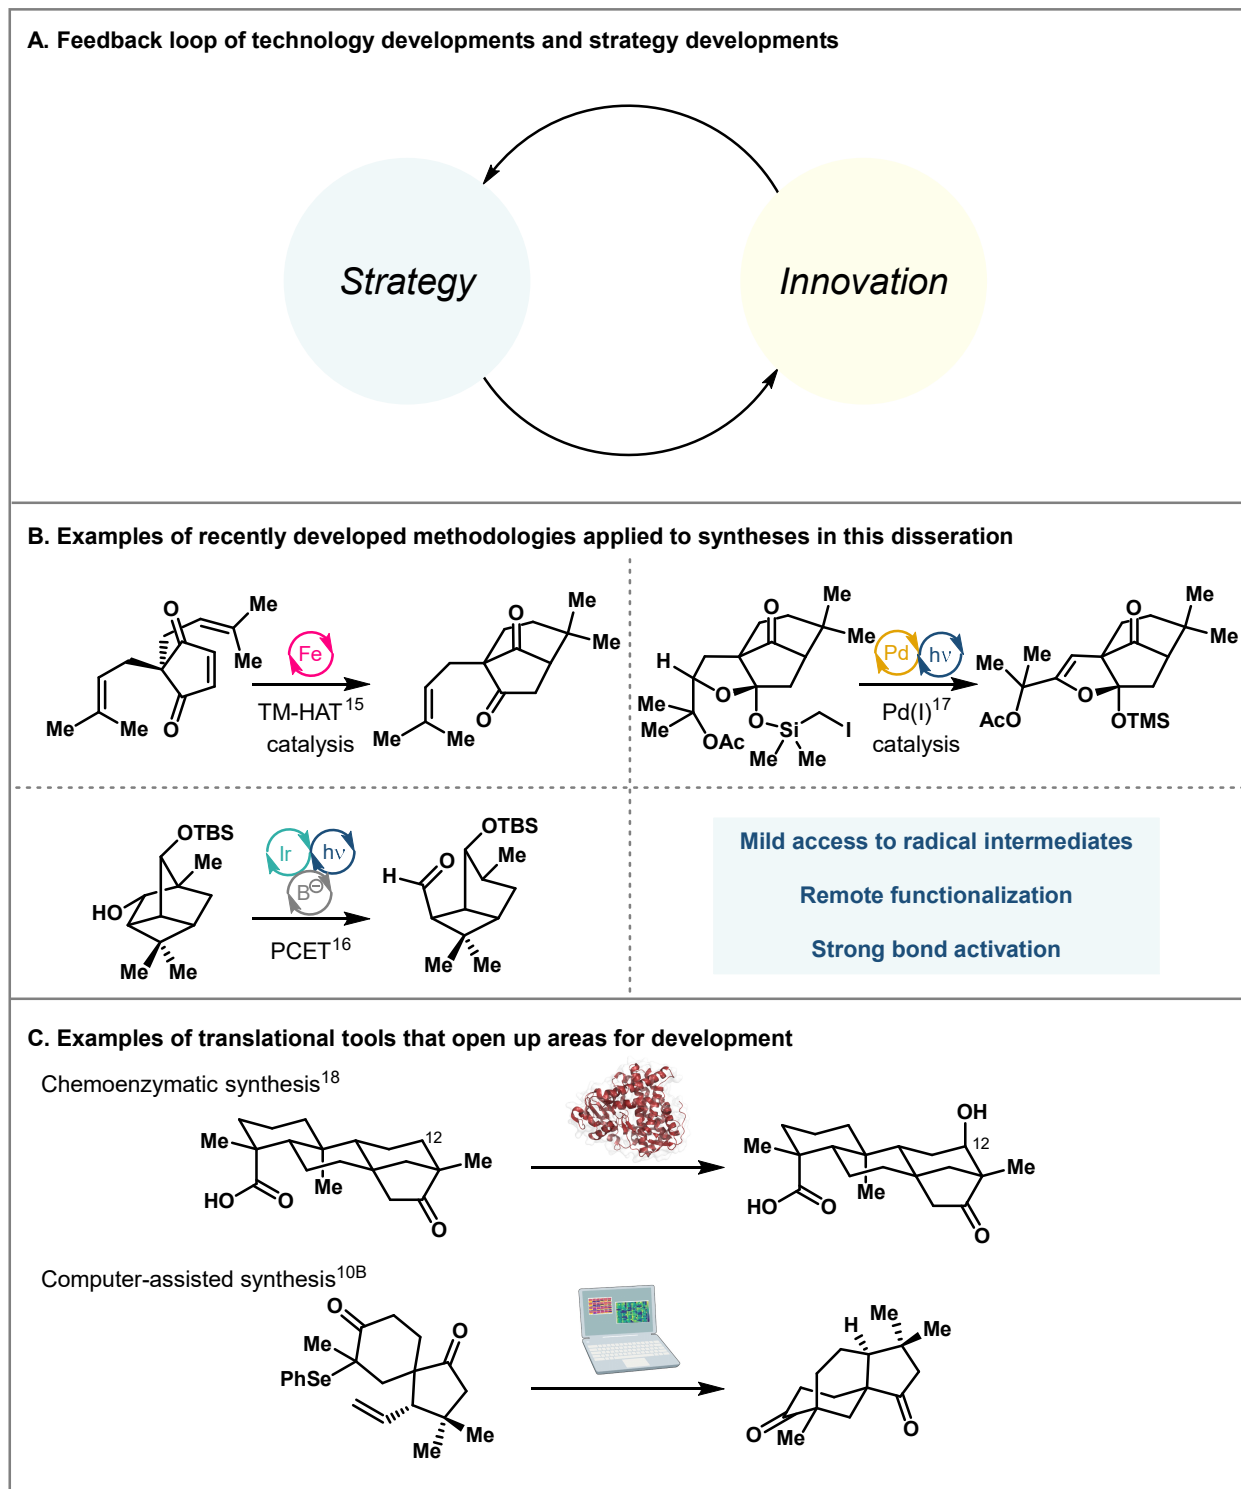 A. Feedback loop of technology developments and strategy developments
Strategy
Innovation
B. Examples of recently developed methodologies applied to syntheses in this disseration
O
Me
Me
Me
Me
O
Fe
TM-HAT15
catalysis
O
Me
Me
O
Me
Me
O
Me
Me
H
O
Me
Me
OAc
O
Si
I
Me
Me
Pd
hν
Pd(I)17
catalysis
O
Me
Me
Me
Me
AcO
O
OTMS
OTBS
Me
HO
Me
Me
Ir
hν
B⊖
PCET16
OTBS
O
H
Me
Me
Me
Mild access to radical intermediates
Remote functionalization
Strong bond activation
C. Examples of translational tools that open up areas for development
Chemoenzymatic synthesis18
Me
12
Me
Me
HO
O
O
OH
12
Me
Me
Me
HO
O
O
Computer-assisted synthesis10B
O
O
Me
PhSe
Me
Me
H
Me
Me
O
Me
O